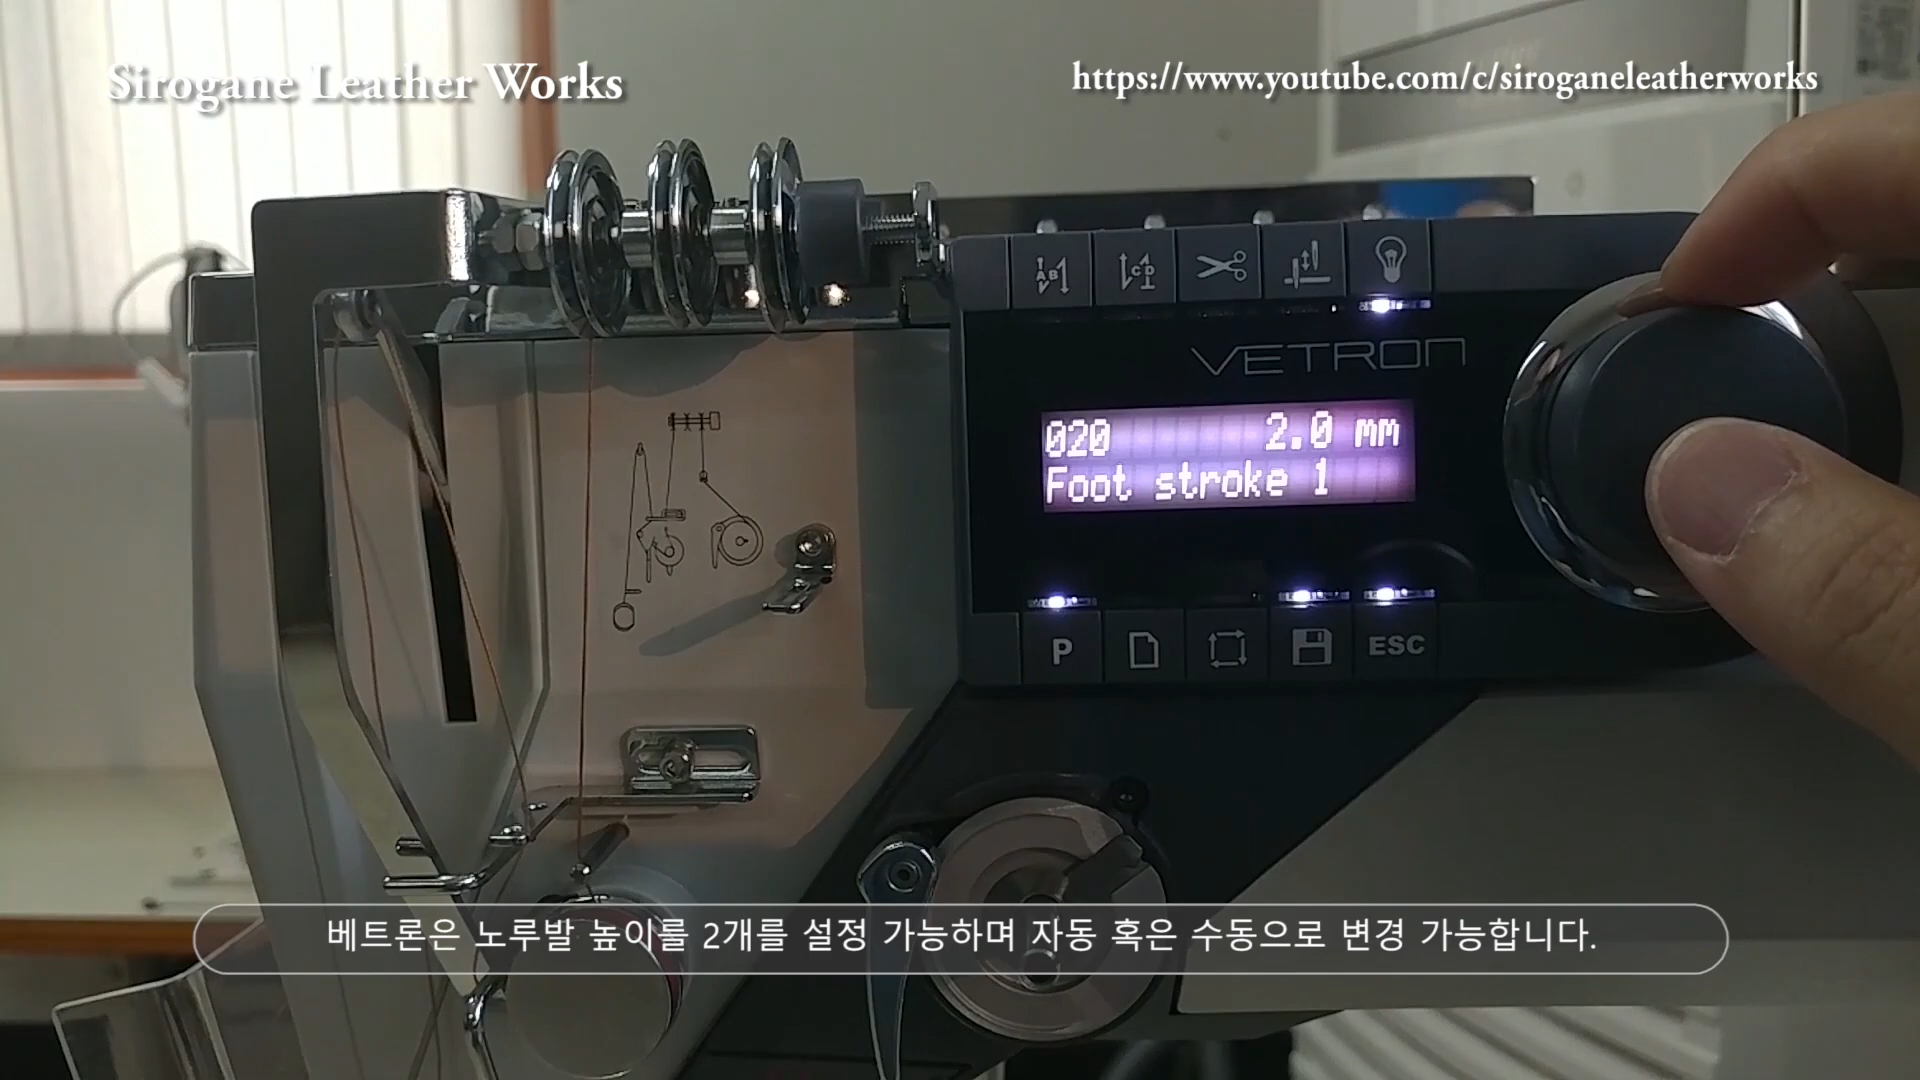 Sirogane Leather Works
https://www.youtube.com/c/siroganeleatherworks
AB
CD
VETRON
020 2.0 mm
Foot stroke 1
P
ESC
베트론은 노루발 높이를 2개를 설정 가능하며 자동 혹은 수동으로 변경 가능합니다.